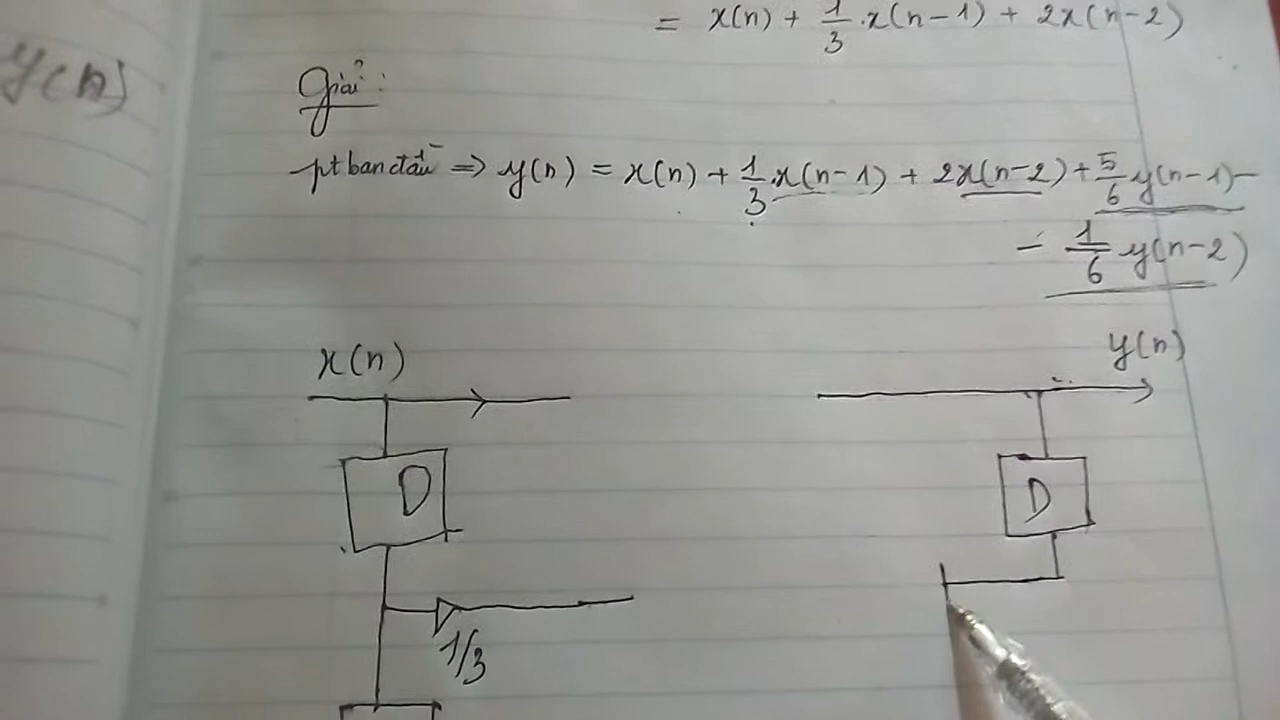 = x(n) + 1/3 . x(n-1) + 2x(n-2)
y(n)
Giải :
pt ban đầu => y(n) = x(n) + 1/3 x(n-1) + 2x(n-2) + 5/6 y(n-1) -
- 1/6 y(n-2)
x(n)
y(n)
D
D
1/3